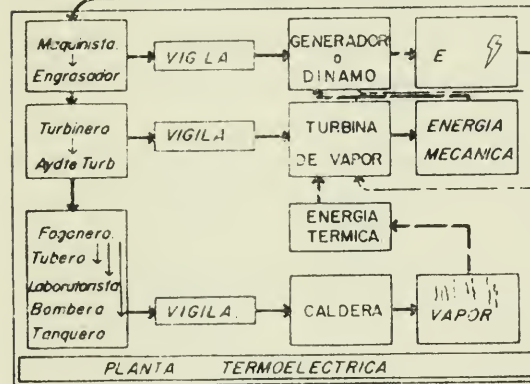 Maquinista
Engrasador
VIGILA
GENERADOR
o
DINAMO
E
Turbinero
Aydte Turb
VIGILA
TURBINA
DE VAPOR
ENERGIA
MECANICA
ENERGIA
TERMICA
Fogonero
Tubero
Laboratorista
Bombero
Tanquero
VIGILA.
CALDERA
VAPOR
PLANTA TERMOELECTRICA